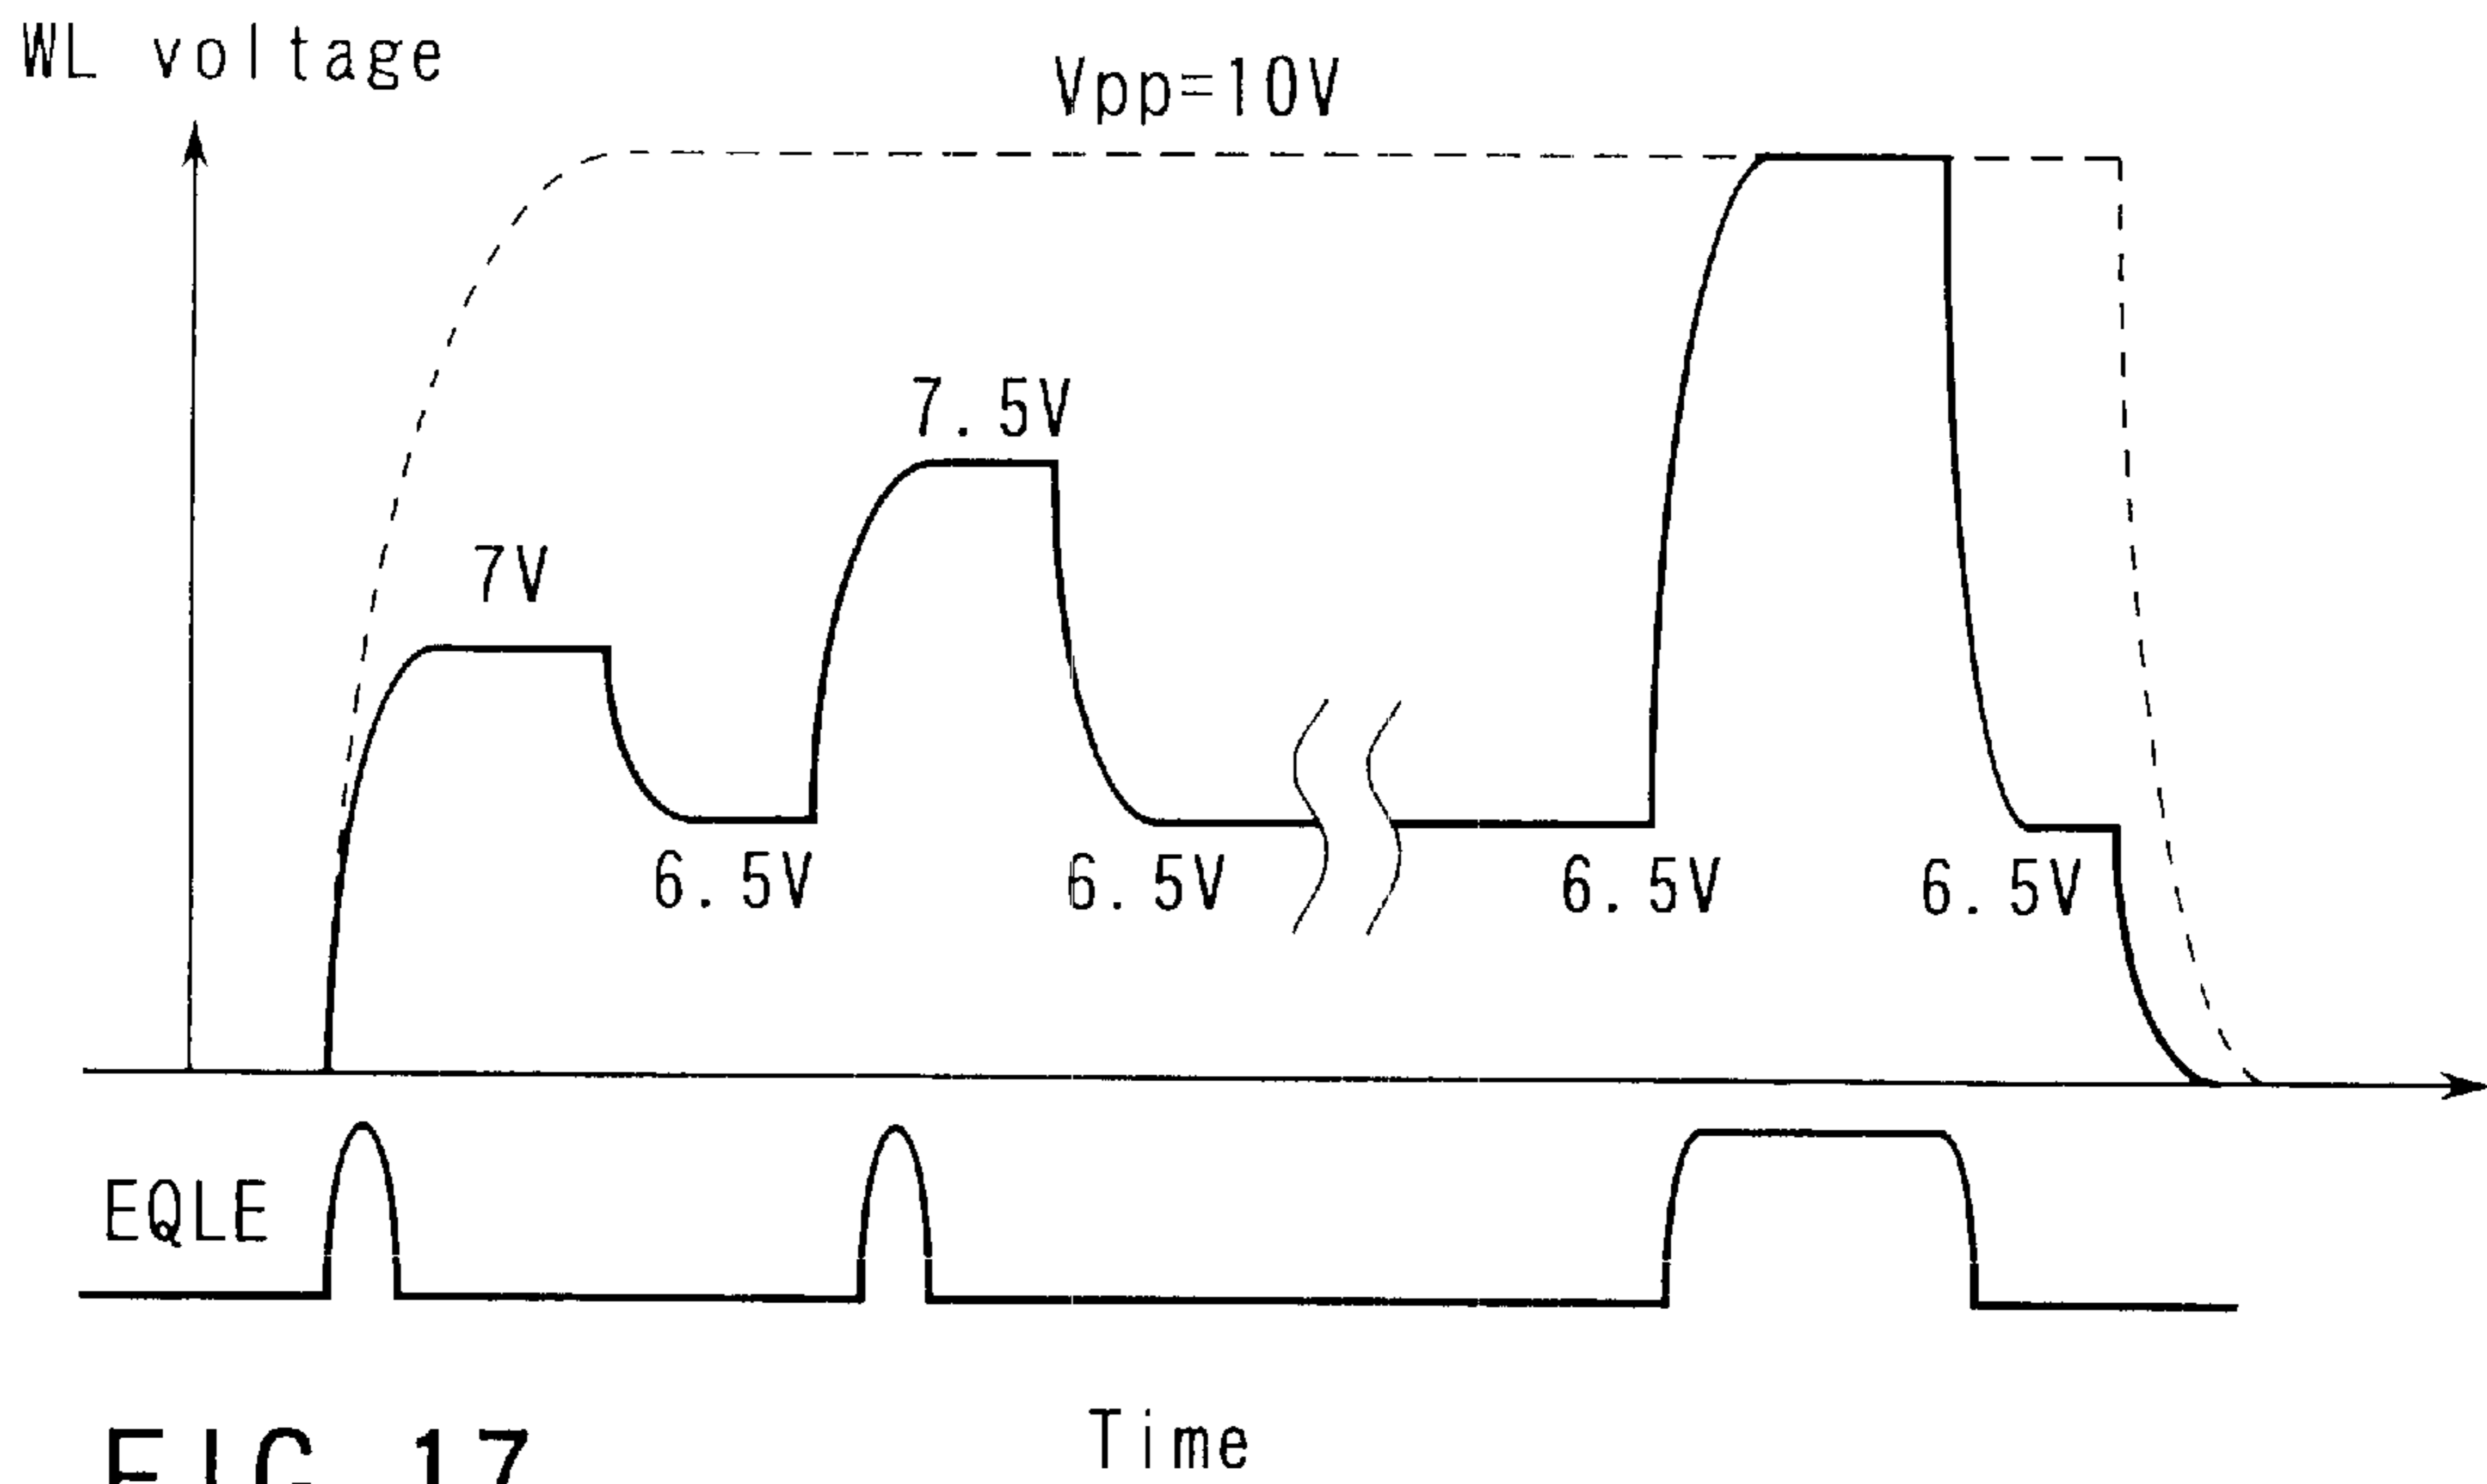 WL voltage
Vpp=10V
7.5V
7V
6.5V
6.5V
6.5V
6.5V
EQLE
Time
FIG 17